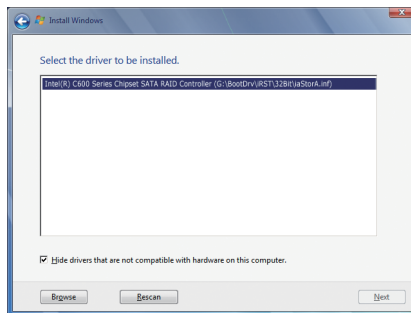 Install Windows
Select the driver to be installed.
Intel(R) C600 Series Chipset SATA RAID Controller (G:\BootDrv\iRST\32Bit\iaStorA.inf)
Hide drivers that are not compatible with hardware on this computer.
Browse
Rescan
Next